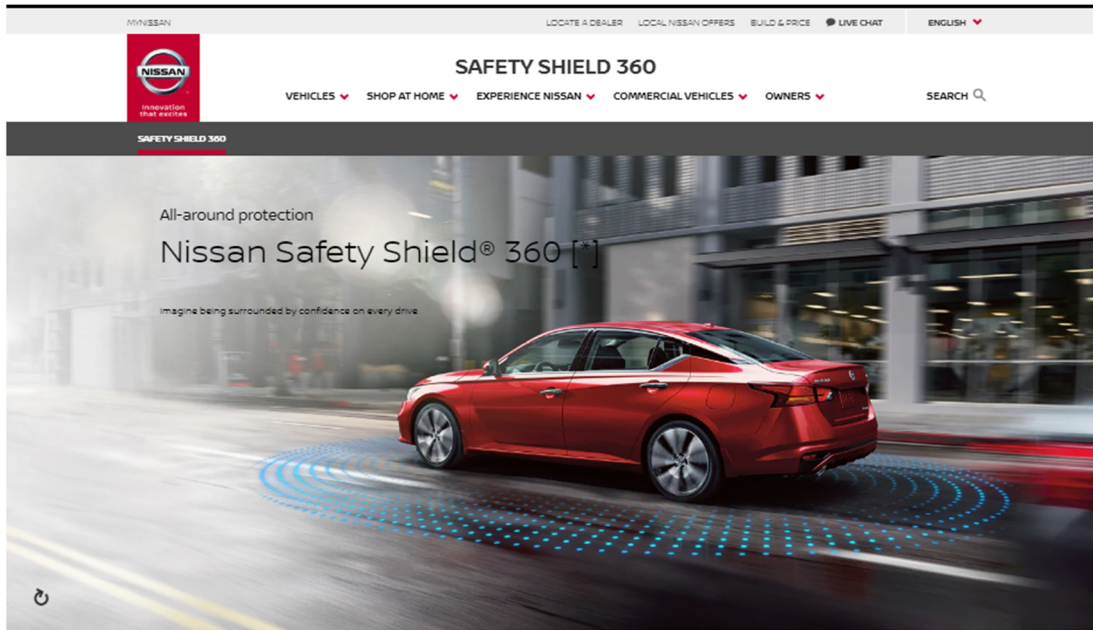 MYNISSAN
LOCATE A DEALER LOCAL NISSAN OFFERS BUILD & PRICE LIVE CHAT ENGLISH
NISSAN
Innovation
that excites
SAFETY SHIELD 360
VEHICLES SHOP AT HOME EXPERIENCE NISSAN COMMERCIAL VEHICLES OWNERS SEARCH
SAFETY SHIELD 360
All-around protection
Nissan Safety Shield® 360 [*]
Imagine being surrounded by confidence on every drive